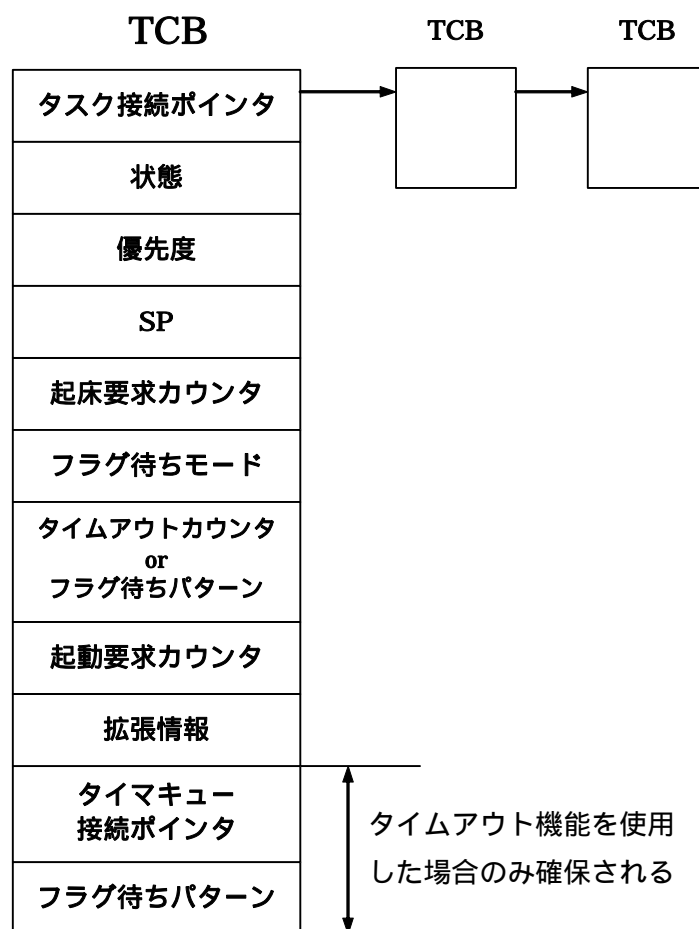 TCB
TCB
TCB
タスク接続ポインタ
状態
優先度
SP
起床要求カウンタ
フラグ待ちモード
タイムアウトカウンタ
or
フラグ待ちパターン
起動要求カウンタ
拡張情報
タイマキュー
接続ポインタ
フラグ待ちパターン
タイムアウト機能を使用
した場合のみ確保される